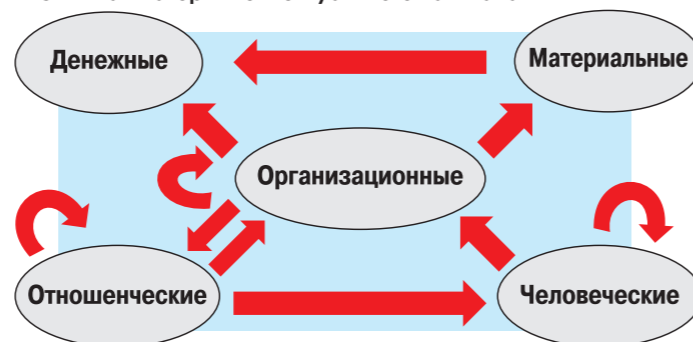 Денежные
Материальные
Организационные
Отношенческие
Человеческие